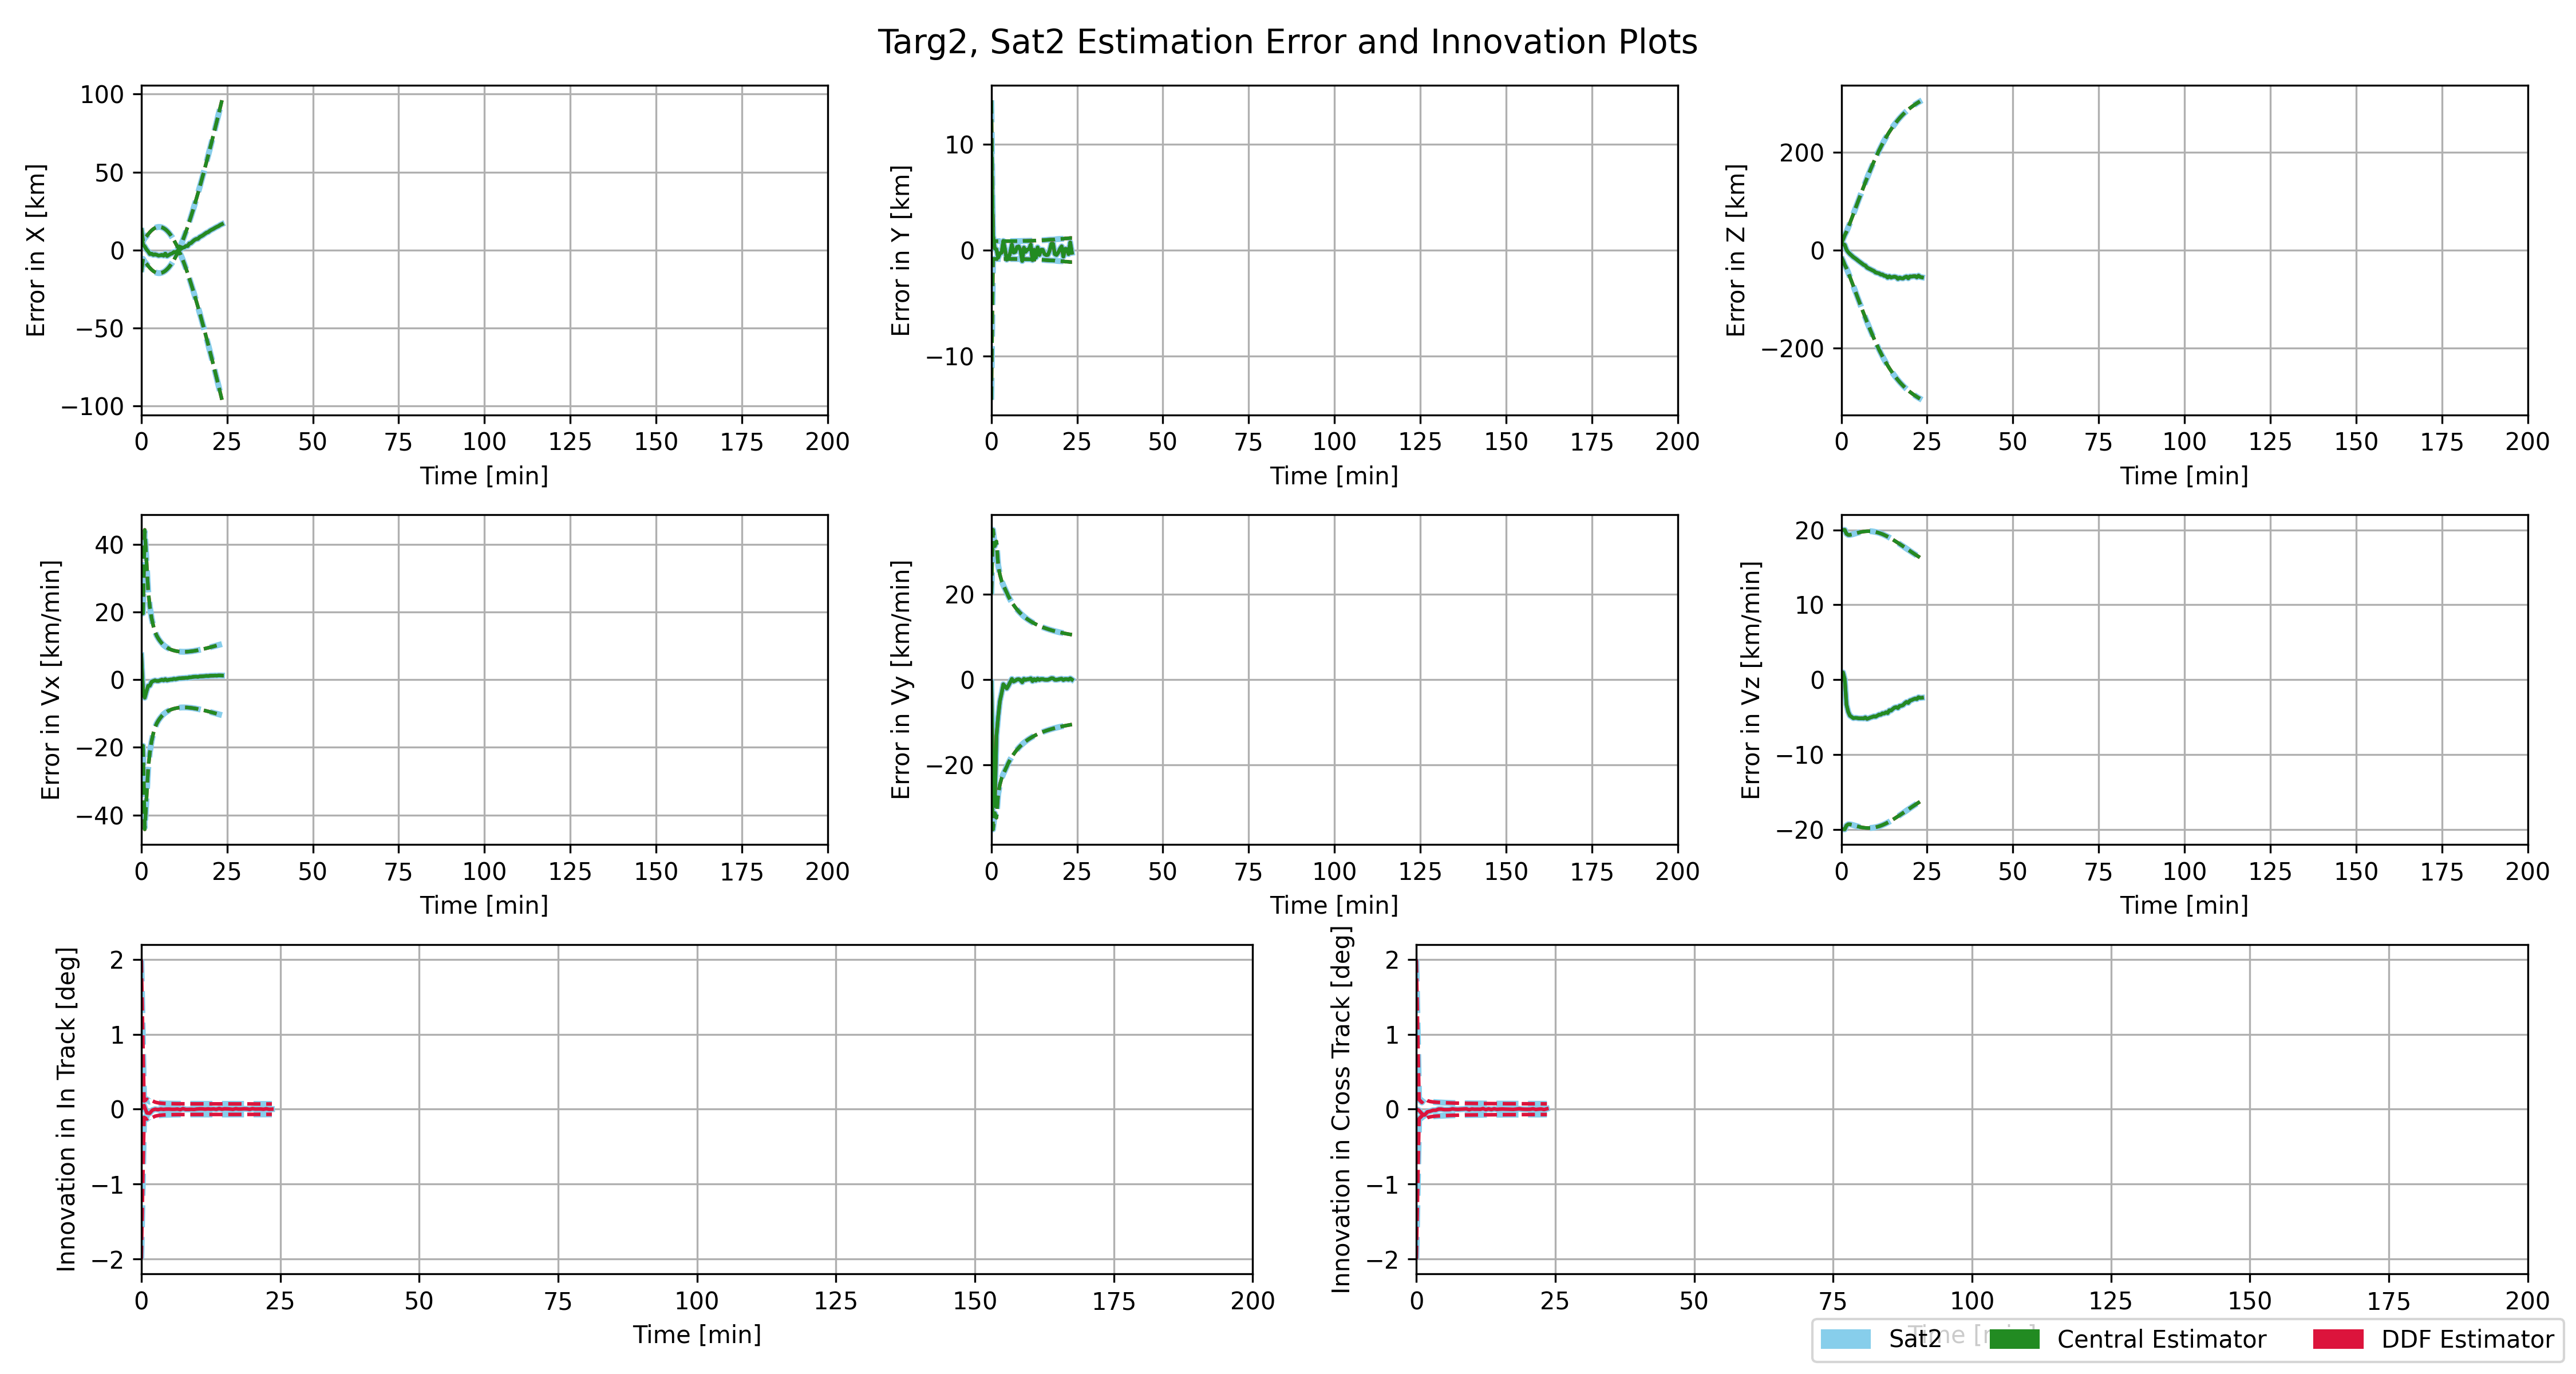 Targ2, Sat2 Estimation Error and Innovation Plots
Error in X [km]
100
50
0
−50
−100
0 25 50 75 100 125 150 175 200
Time [min]
Error in Y [km]
10
0
−10
0 25 50 75 100 125 150 175 200
Time [min]
Error in Z [km]
200
0
−200
0 25 50 75 100 125 150 175 200
Time [min]
Error in Vx [km/min]
40
20
0
−20
−40
0 25 50 75 100 125 150 175 200
Time [min]
Error in Vy [km/min]
20
0
−20
0 25 50 75 100 125 150 175 200
Time [min]
Error in Vz [km/min]
20
10
0
−10
−20
0 25 50 75 100 125 150 175 200
Time [min]
Innovation in In Track [deg]
2
1
0
−1
−2
0 25 50 75 100 125 150 175 200
Time [min]
Innovation in Cross Track [deg]
2
1
0
−1
−2
0 25 50 75 100 125 150 175 200
Time [min]
Sat2 Central Estimator DDF Estimator